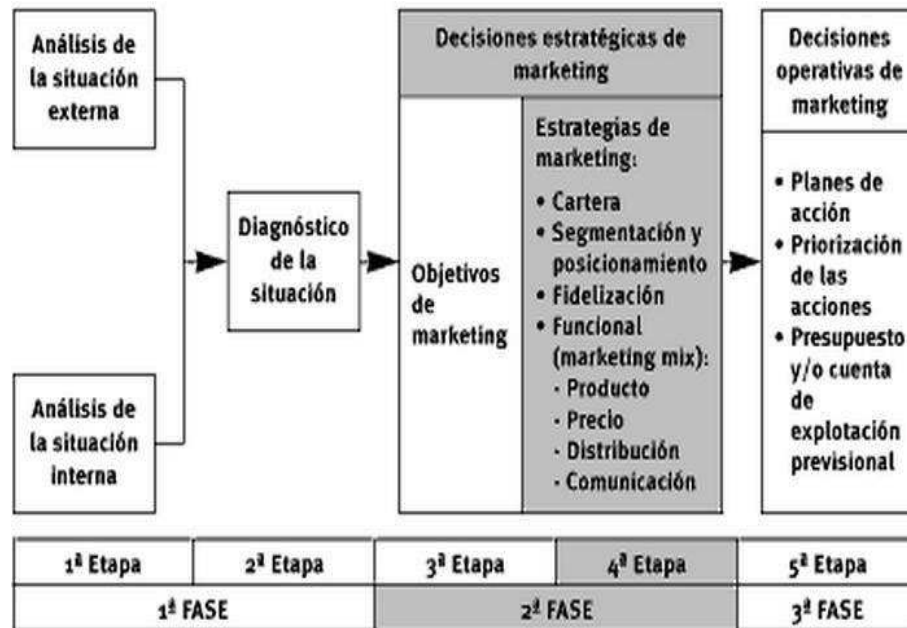 Análisis de
la situación
externa
Análisis de
la situación
interna
Diagnóstico
de la
situación
Decisiones estratégicas de
marketing
Objetivos
de
marketing
Estrategias de
marketing:
• Cartera
• Segmentación y
posicionamiento
• Fidelización
• Funcional
(marketing mix):
- Producto
- Precio
- Distribución
- Comunicación
Decisiones
operativas de
marketing
• Planes de
acción
• Priorización
de las
acciones
• Presupuesto
y/o cuenta
de
explotación
previsional
1ª Etapa
2ª Etapa
3ª Etapa
4ª Etapa
5ª Etapa
1ª FASE
2ª FASE
3ª FASE